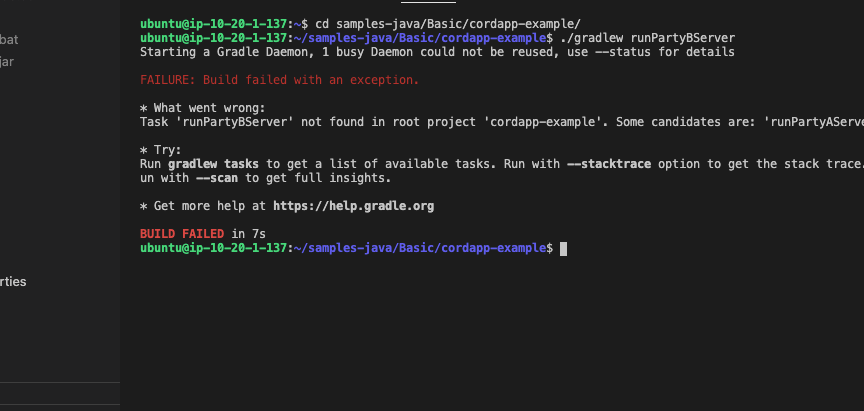 ubuntu@ip-10-20-1-137:~$ cd samples-java/Basic/cordapp-example/
ubuntu@ip-10-20-1-137:~/samples-java/Basic/cordapp-example$ ./gradlew runPartyBServer
bat
Starting a Gradle Daemon, 1 busy Daemon could not be reused, use --status for details
jar
FAILURE: Build failed with an exception.
* What went wrong:
Task 'runPartyBServer' not found in root project 'cordapp-example'. Some candidates are: 'runPartyAServe
* Try:
Run gradlew tasks to get a list of available tasks. Run with --stacktrace option to get the stack trace.
un with --scan to get full insights.
* Get more help at https://help.gradle.org
BUILD FAILED in 7s
ubuntu@ip-10-20-1-137:~/samples-java/Basic/cordapp-example$
rties